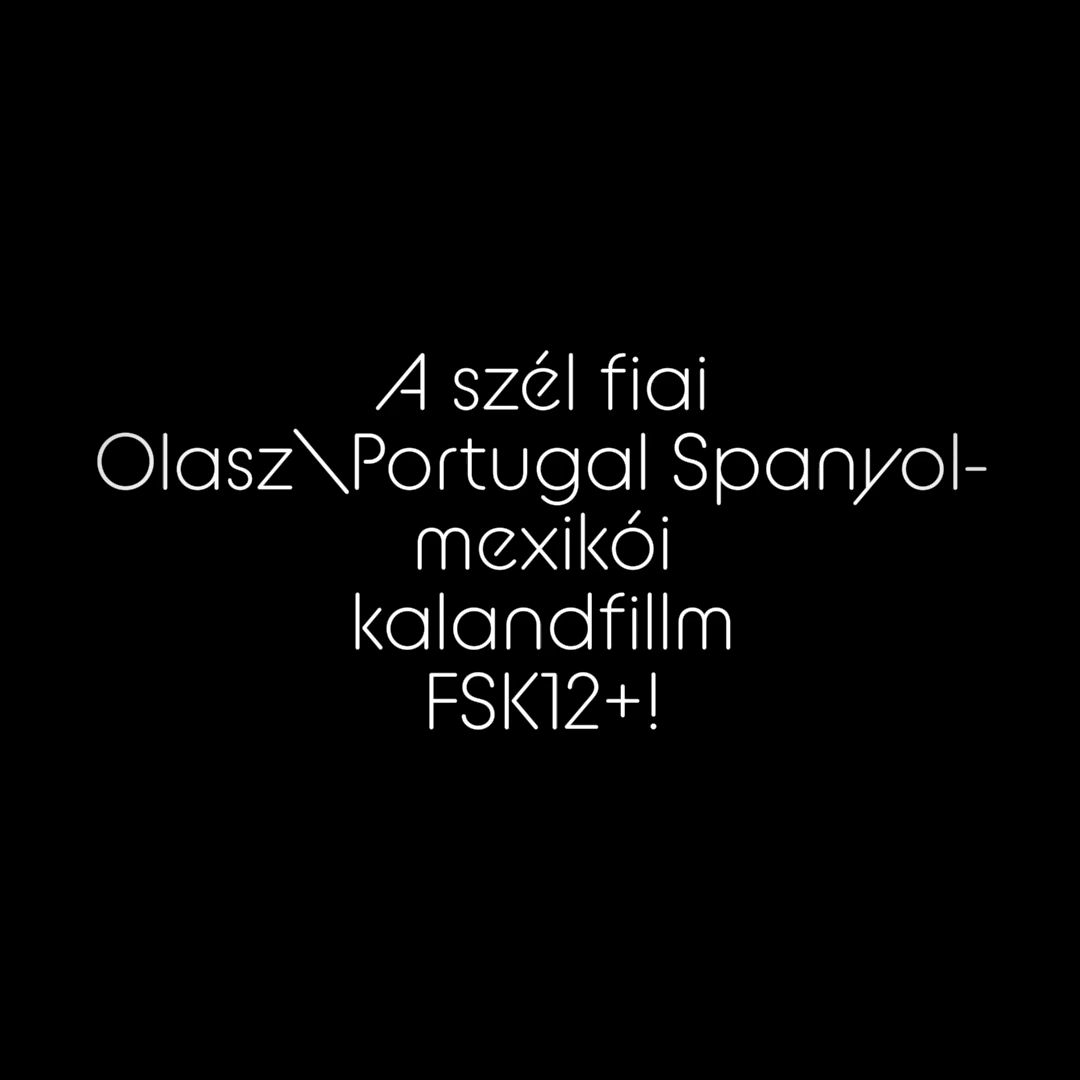 A szél fiai
Olasz\Portugal Spanyol-
mexikói
kalandfillm
FSK12+!